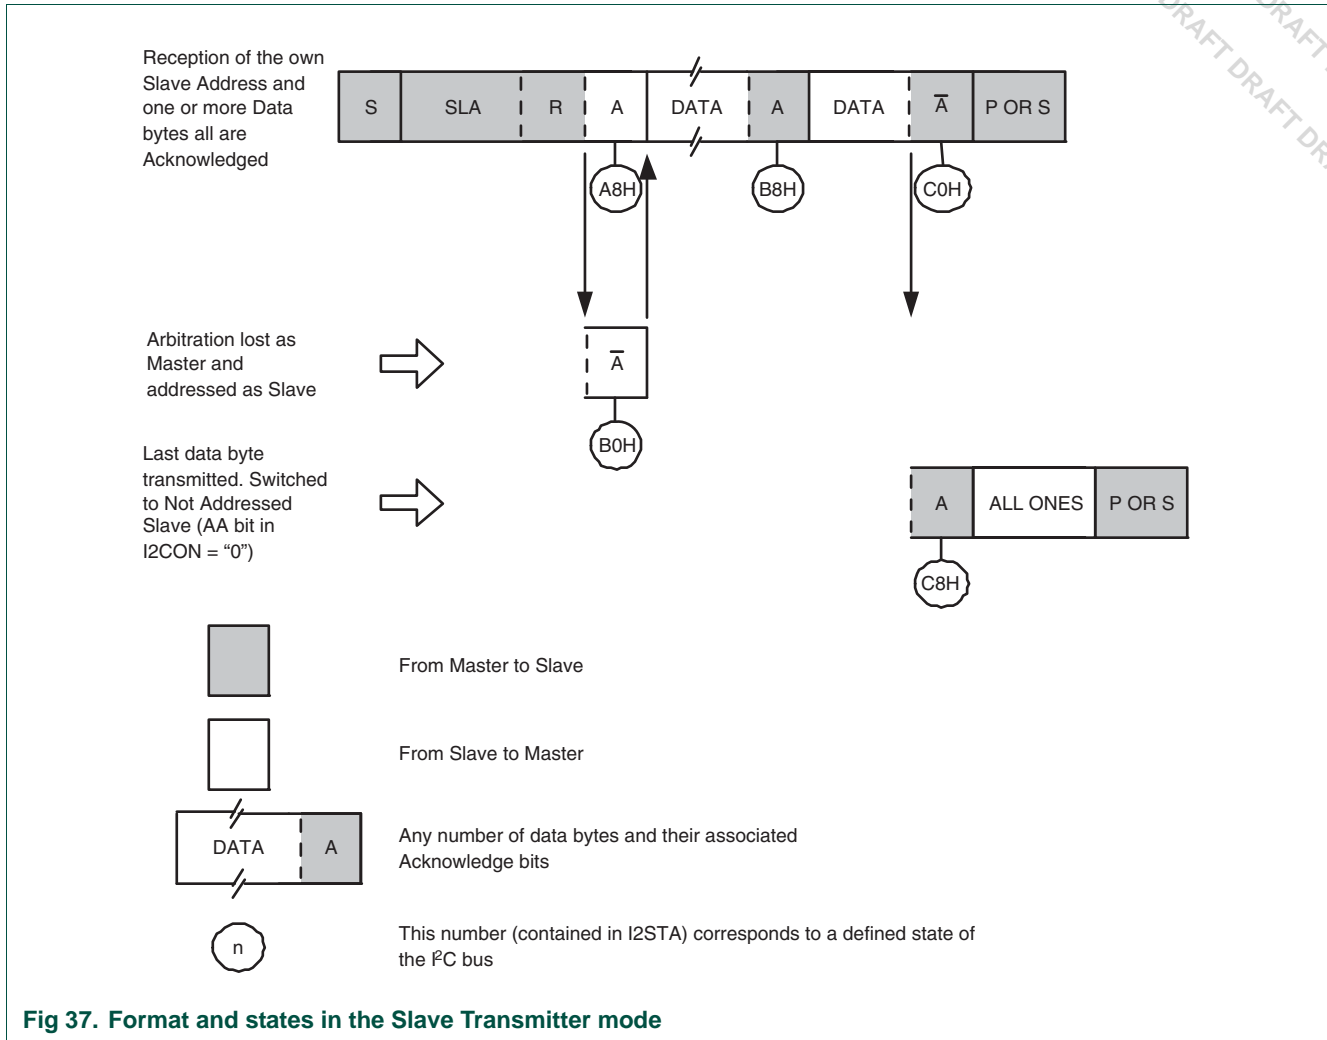 DRAFT DRAFT DRA
DRAFT
Reception of the own
Slave Address and
one or more Data
bytes all are
Acknowledged
S SLA R A DATA A DATA A̅ P OR S
A8H B8H C0H
Arbitration lost as
Master and
addressed as Slave
A̅
B0H
Last data byte
transmitted. Switched
to Not Addressed
Slave (AA bit in
I2CON = “0”)
A ALL ONES P OR S
C8H
From Master to Slave
From Slave to Master
DATA A
Any number of data bytes and their associated
Acknowledge bits
n
This number (contained in I2STA) corresponds to a defined state of
the I²C bus
Fig 37. Format and states in the Slave Transmitter mode